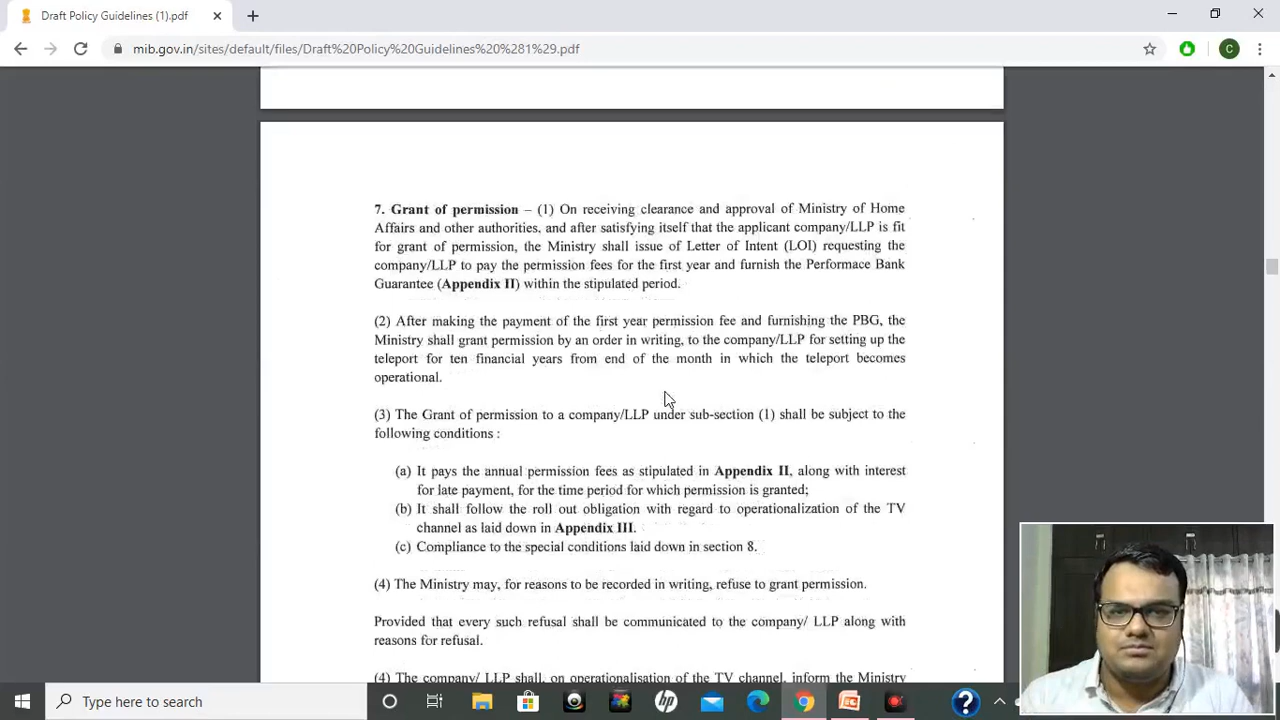 Draft Policy Guidelines (1).pdf
mib.gov.in/sites/default/files/Draft%20Policy%20Guidelines%20%281%29.pdf
C
7. Grant of permission – (1) On receiving clearance and approval of Ministry of Home
Affairs and other authorities, and after satisfying itself that the applicant company/LLP is fit
for grant of permission, the Ministry shall issue of Letter of Intent (LOI) requesting the
company/LLP to pay the permission fees for the first year and furnish the Performace Bank
Guarantee (Appendix II) within the stipulated period.
(2) After making the payment of the first year permission fee and furnishing the PBG, the
Ministry shall grant permission by an order in writing, to the company/LLP for setting up the
teleport for ten financial years from end of the month in which the teleport becomes
operational.
(3) The Grant of permission to a company/LLP under sub-section (1) shall be subject to the
following conditions :
(a) It pays the annual permission fees as stipulated in Appendix II, along with interest
for late payment, for the time period for which permission is granted;
(b) It shall follow the roll out obligation with regard to operationalization of the TV
channel as laid down in Appendix III.
(c) Compliance to the special conditions laid down in section 8.
(4) The Ministry may, for reasons to be recorded in writing, refuse to grant permission.
Provided that every such refusal shall be communicated to the company/ LLP along with
reasons for refusal.
(4) The company/ LLP shall, on operationalisation of the TV channel, inform the Ministry
Type here to search
hp
?